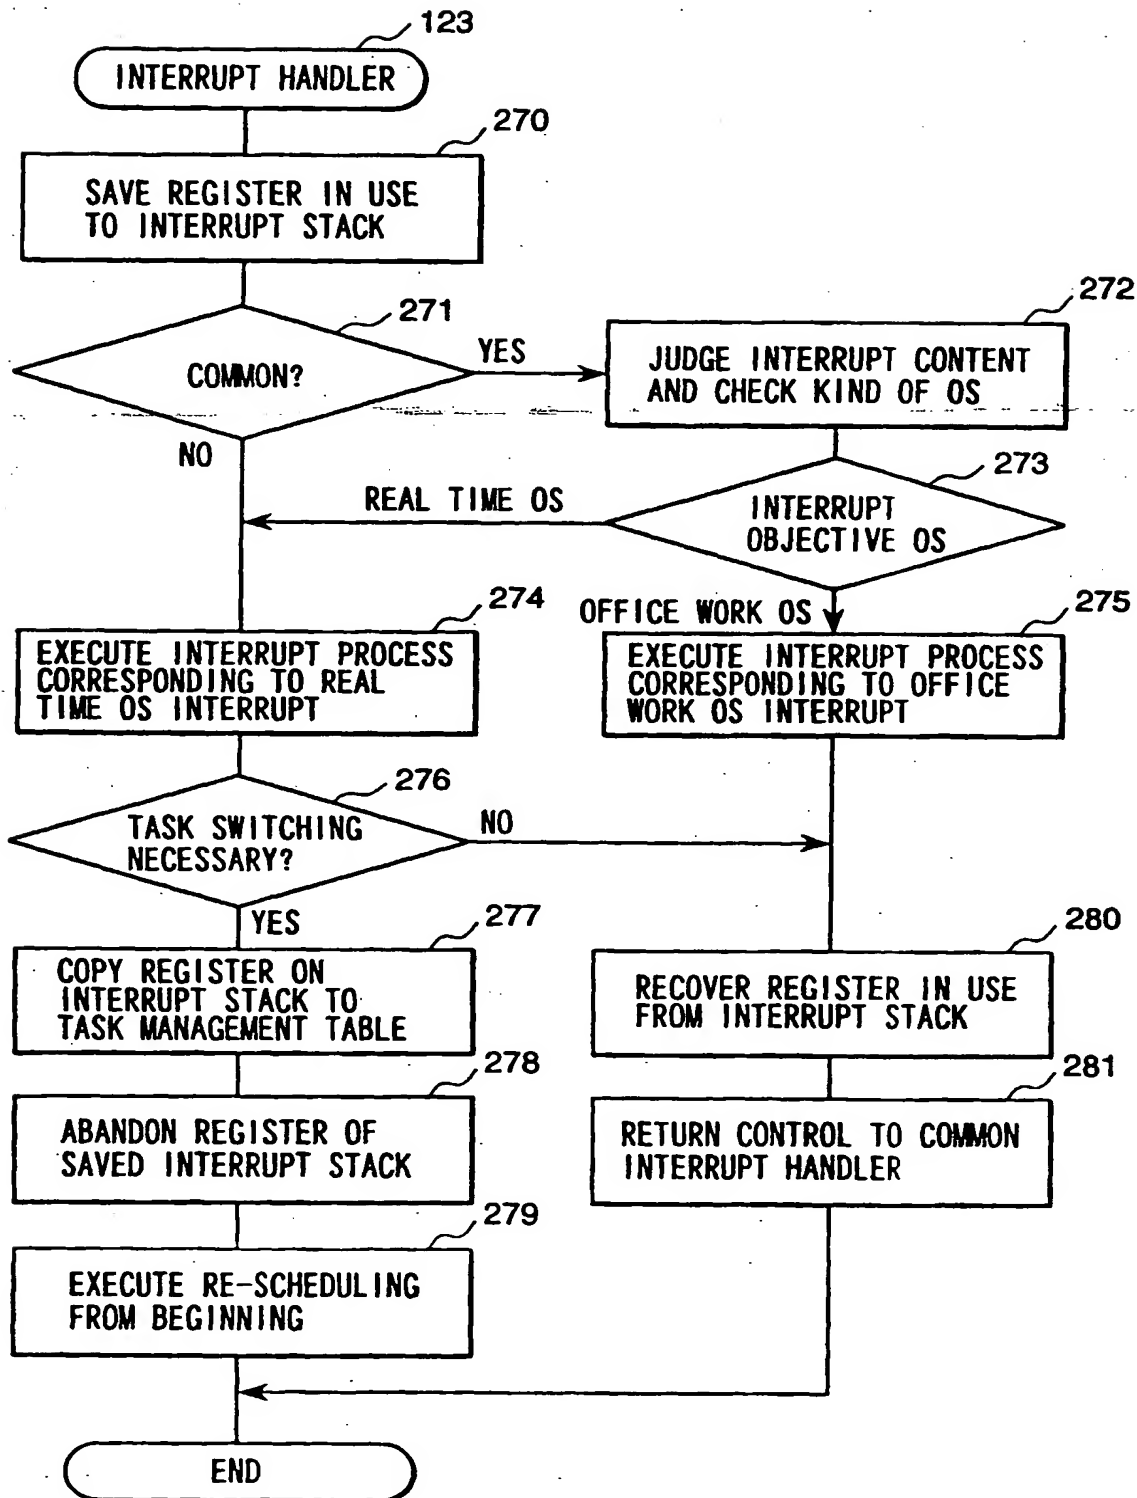 123
INTERRUPT HANDLER
270
SAVE REGISTER IN USE
TO INTERRUPT STACK
271
COMMON?
YES
NO
272
JUDGE INTERRUPT CONTENT
AND CHECK KIND OF OS
273
INTERRUPT
OBJECTIVE OS
REAL TIME OS
OFFICE WORK OS
274
EXECUTE INTERRUPT PROCESS
CORRESPONDING TO REAL
TIME OS INTERRUPT
275
EXECUTE INTERRUPT PROCESS
CORRESPONDING TO OFFICE
WORK OS INTERRUPT
276
TASK SWITCHING
NECESSARY?
NO
YES
277
COPY REGISTER ON
INTERRUPT STACK TO
TASK MANAGEMENT TABLE
278
ABANDON REGISTER OF
SAVED INTERRUPT STACK
279
EXECUTE RE-SCHEDULING
FROM BEGINNING
280
RECOVER REGISTER IN USE
FROM INTERRUPT STACK
281
RETURN CONTROL TO COMMON
INTERRUPT HANDLER
END